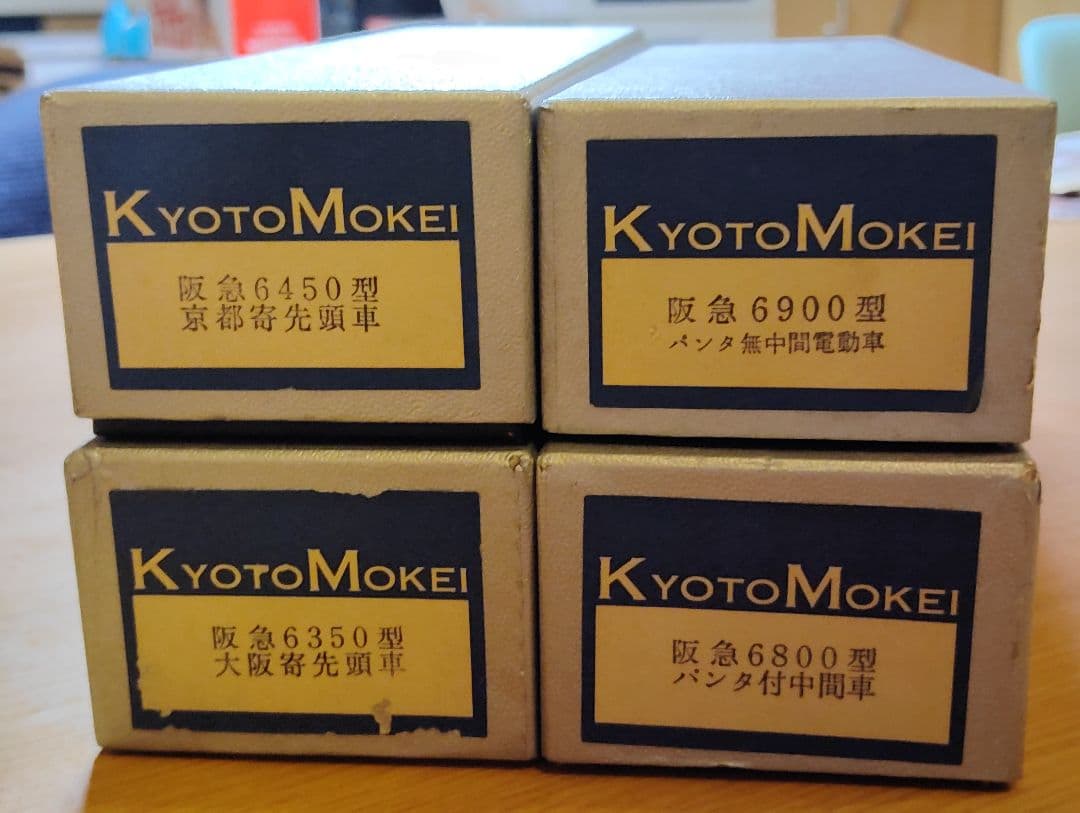 KYOTOMOKEI
阪急6450型
京都寄先頭車
KYOTOMOKEI
阪急6900型
パンタ無中間電動車
KYOTOMOKEI
阪急6350型
大阪寄先頭車
KYOTOMOKEI
阪急6800型
パンタ付中間車